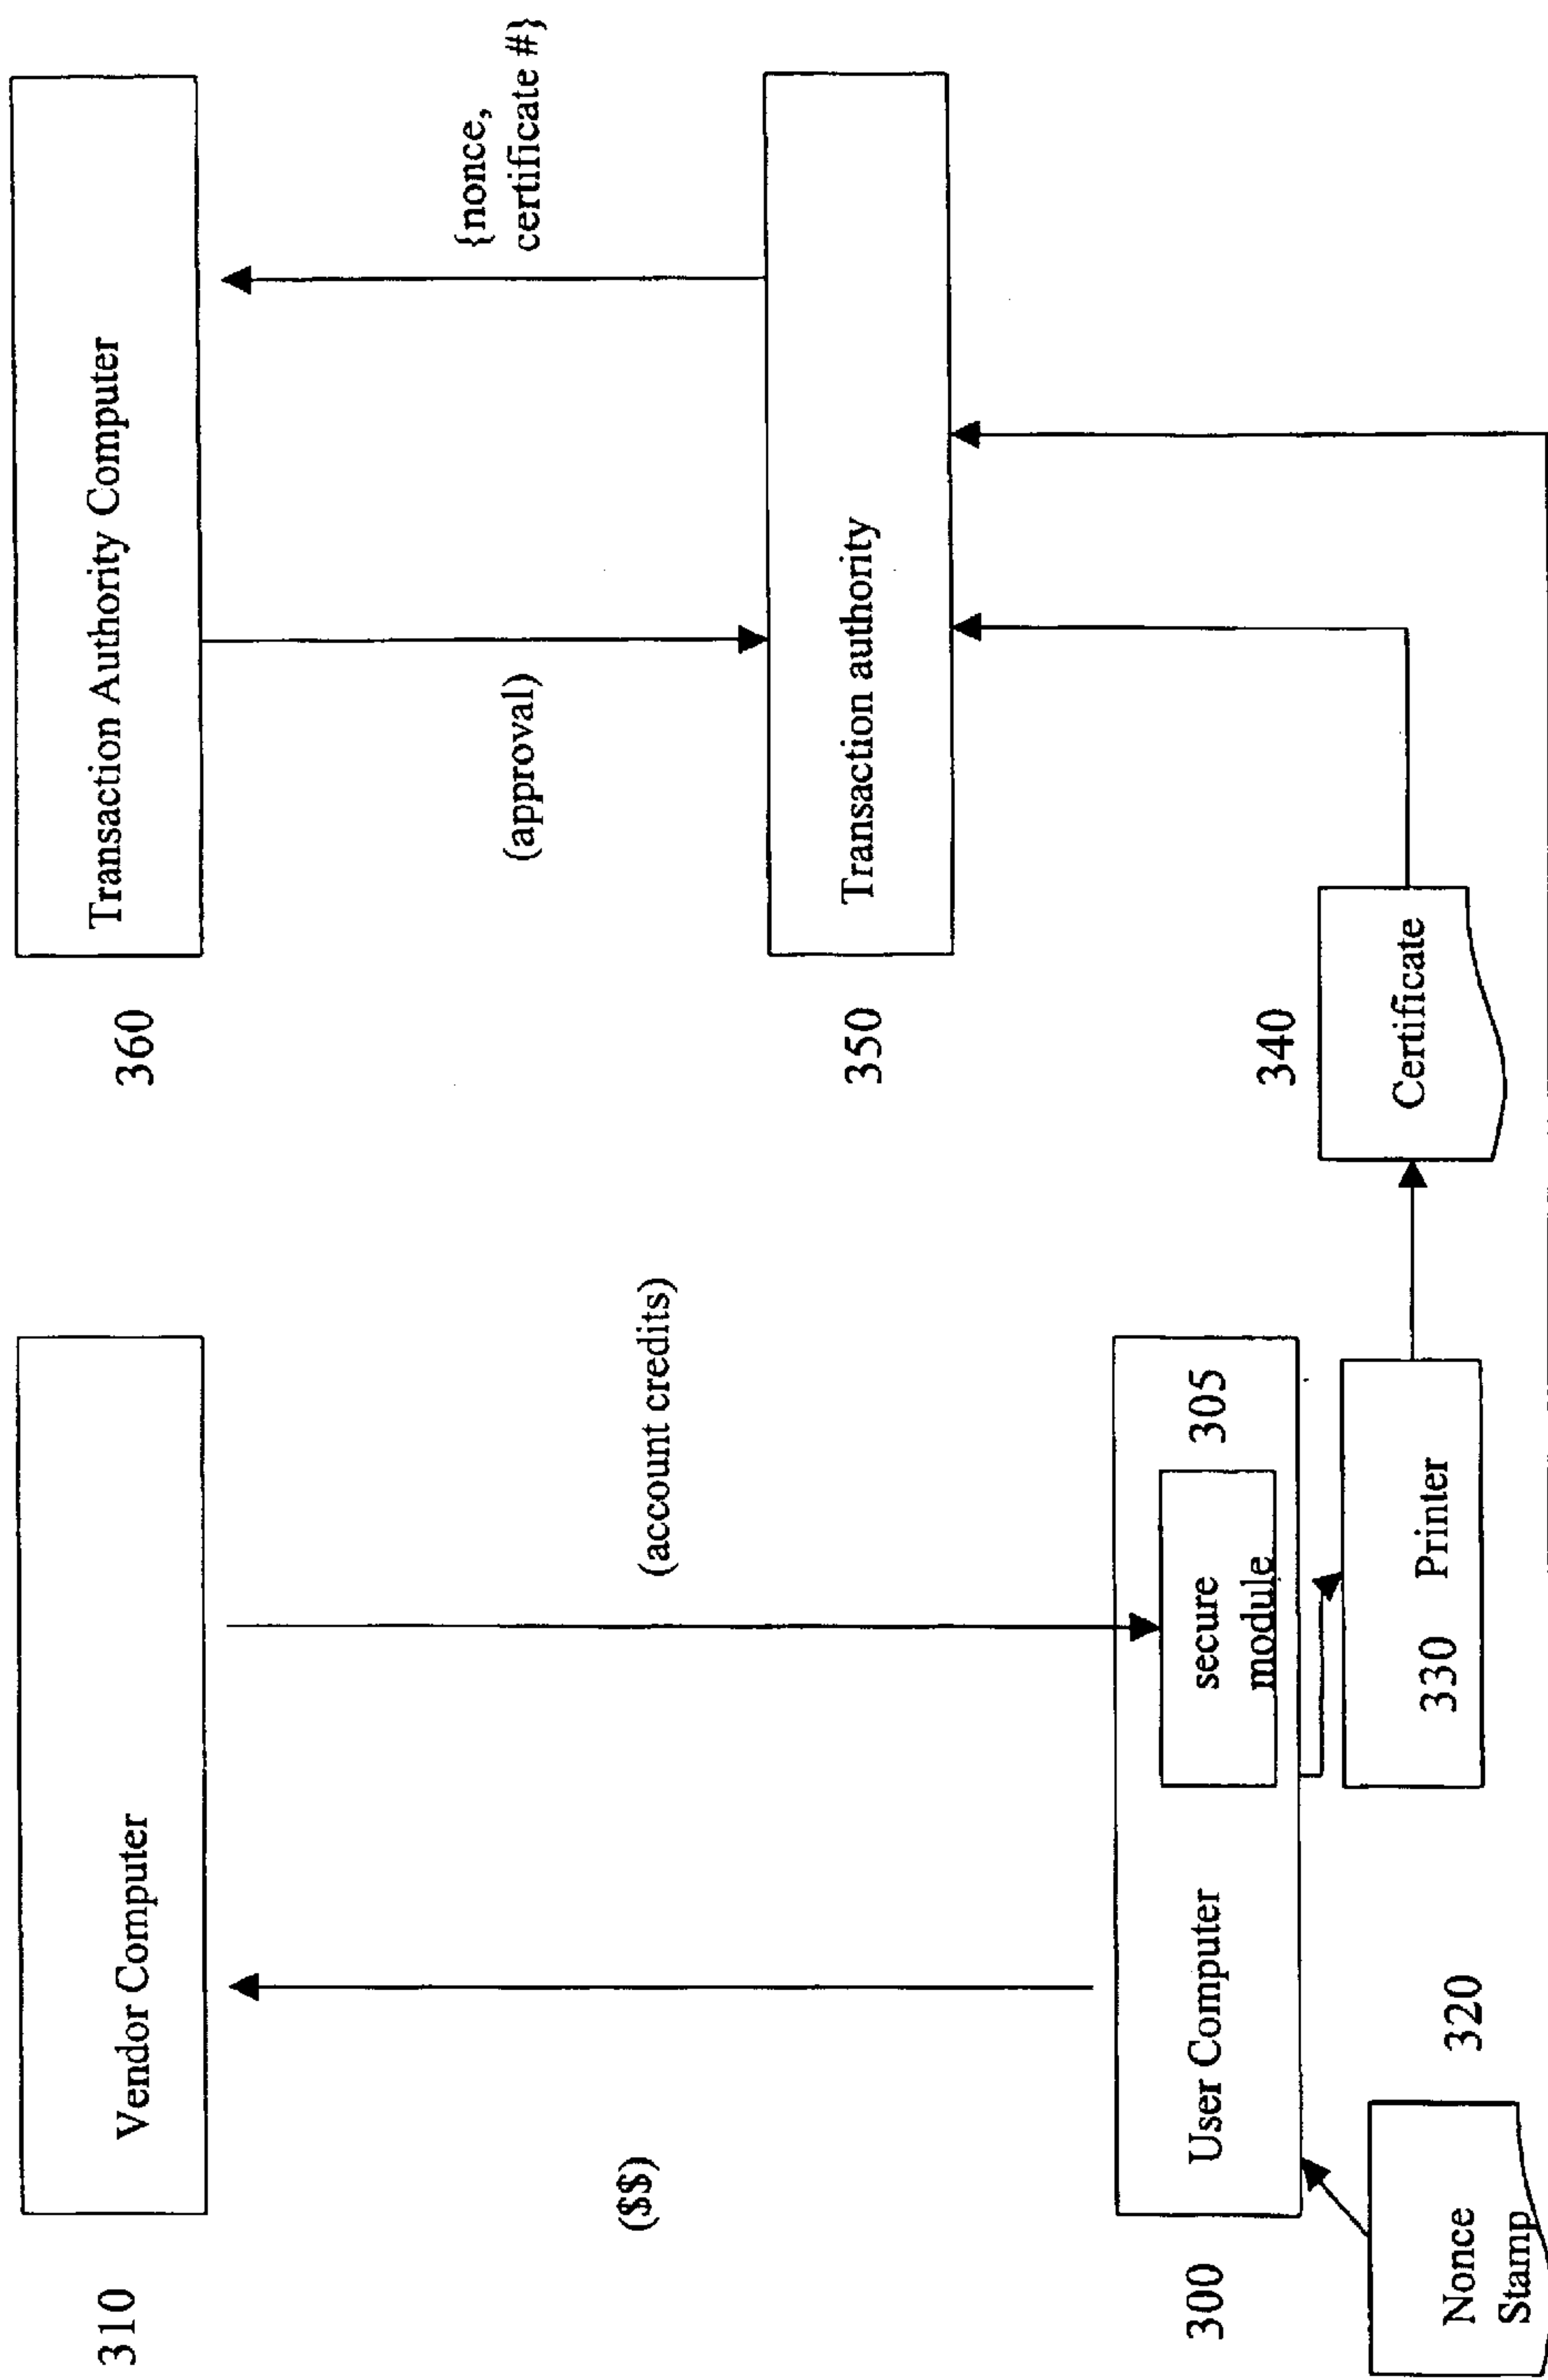 310
Vendor Computer
360
Transaction Authority Computer
($$)
(account credits)
(approval)
{nonce,
certificate #}
350
Transaction authority
300
User Computer
secure
module
305
320
Nonce
Stamp
330 Printer
340
Certificate